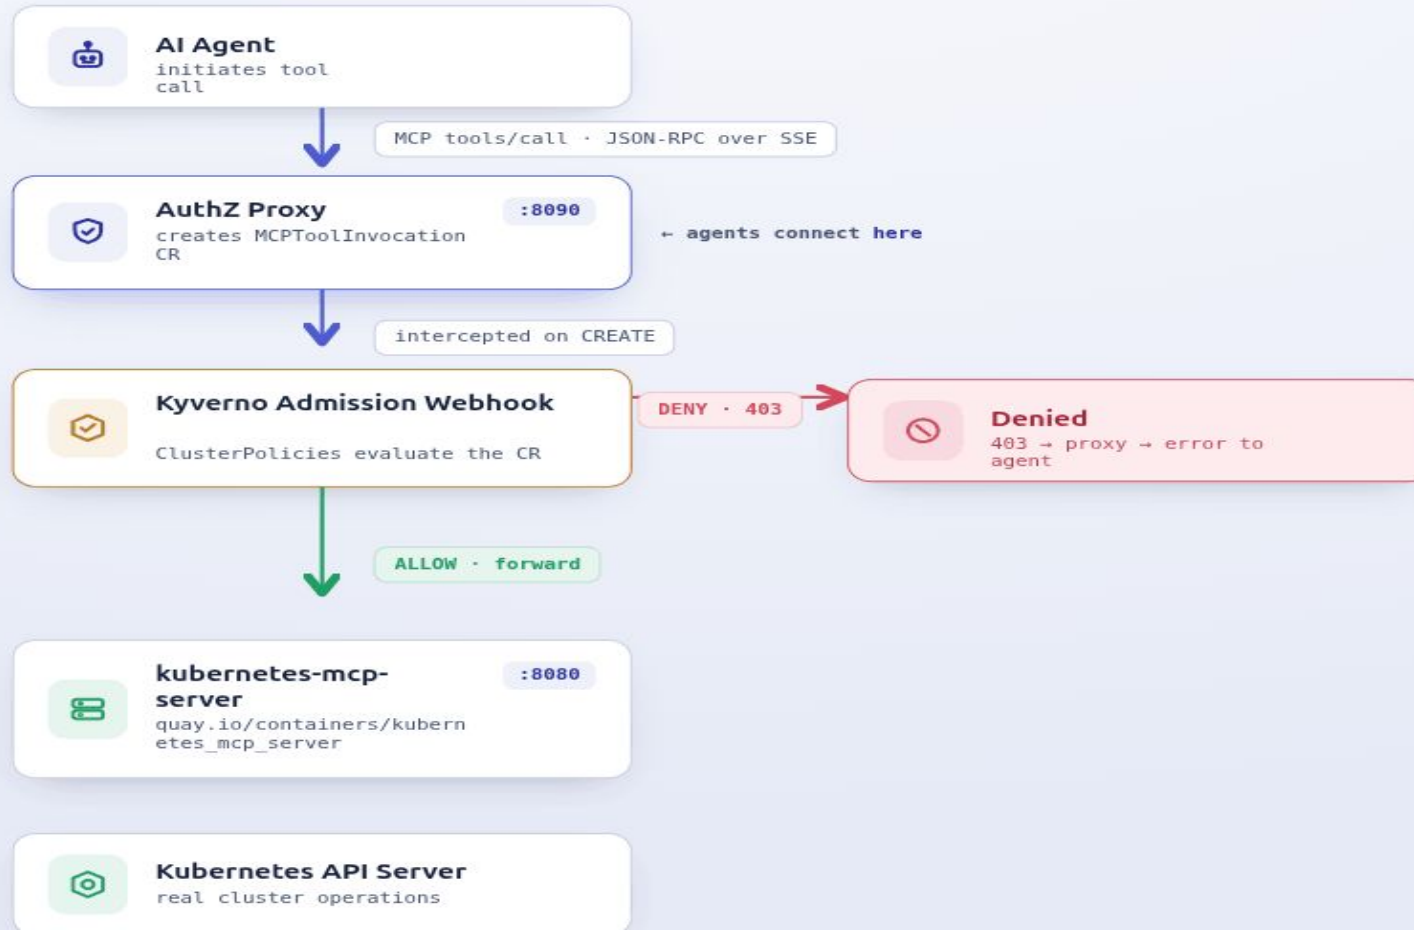 AI Agent
initiates tool
call
MCP tools/call · JSON-RPC over SSE
AuthZ Proxy
:8090
creates MCPToolInvocation
CR
← agents connect here
intercepted on CREATE
Kyverno Admission Webhook
ClusterPolicies evaluate the CR
DENY · 403
Denied
403 → proxy → error to
agent
ALLOW · forward
kubernetes-mcp-
server
:8080
quay.io/containers/kubern
etes_mcp_server
Kubernetes API Server
real cluster operations